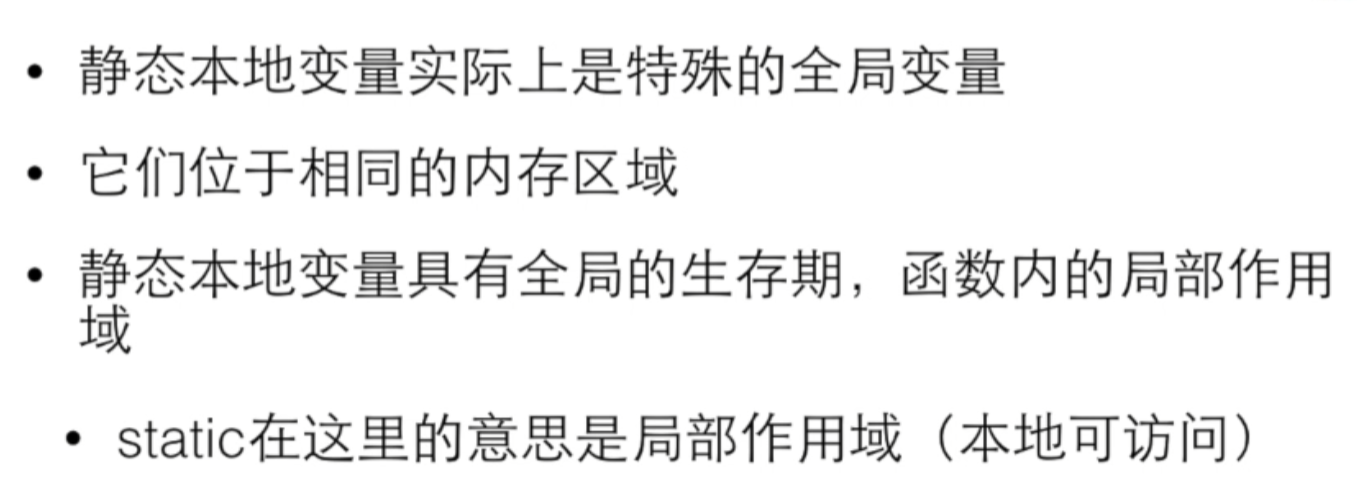 • 静态本地变量实际上是特殊的全局变量
• 它们位于相同的内存区域
• 静态本地变量具有全局的生存期，函数内的局部作用
域
• static在这里的意思是局部作用域（本地可访问）